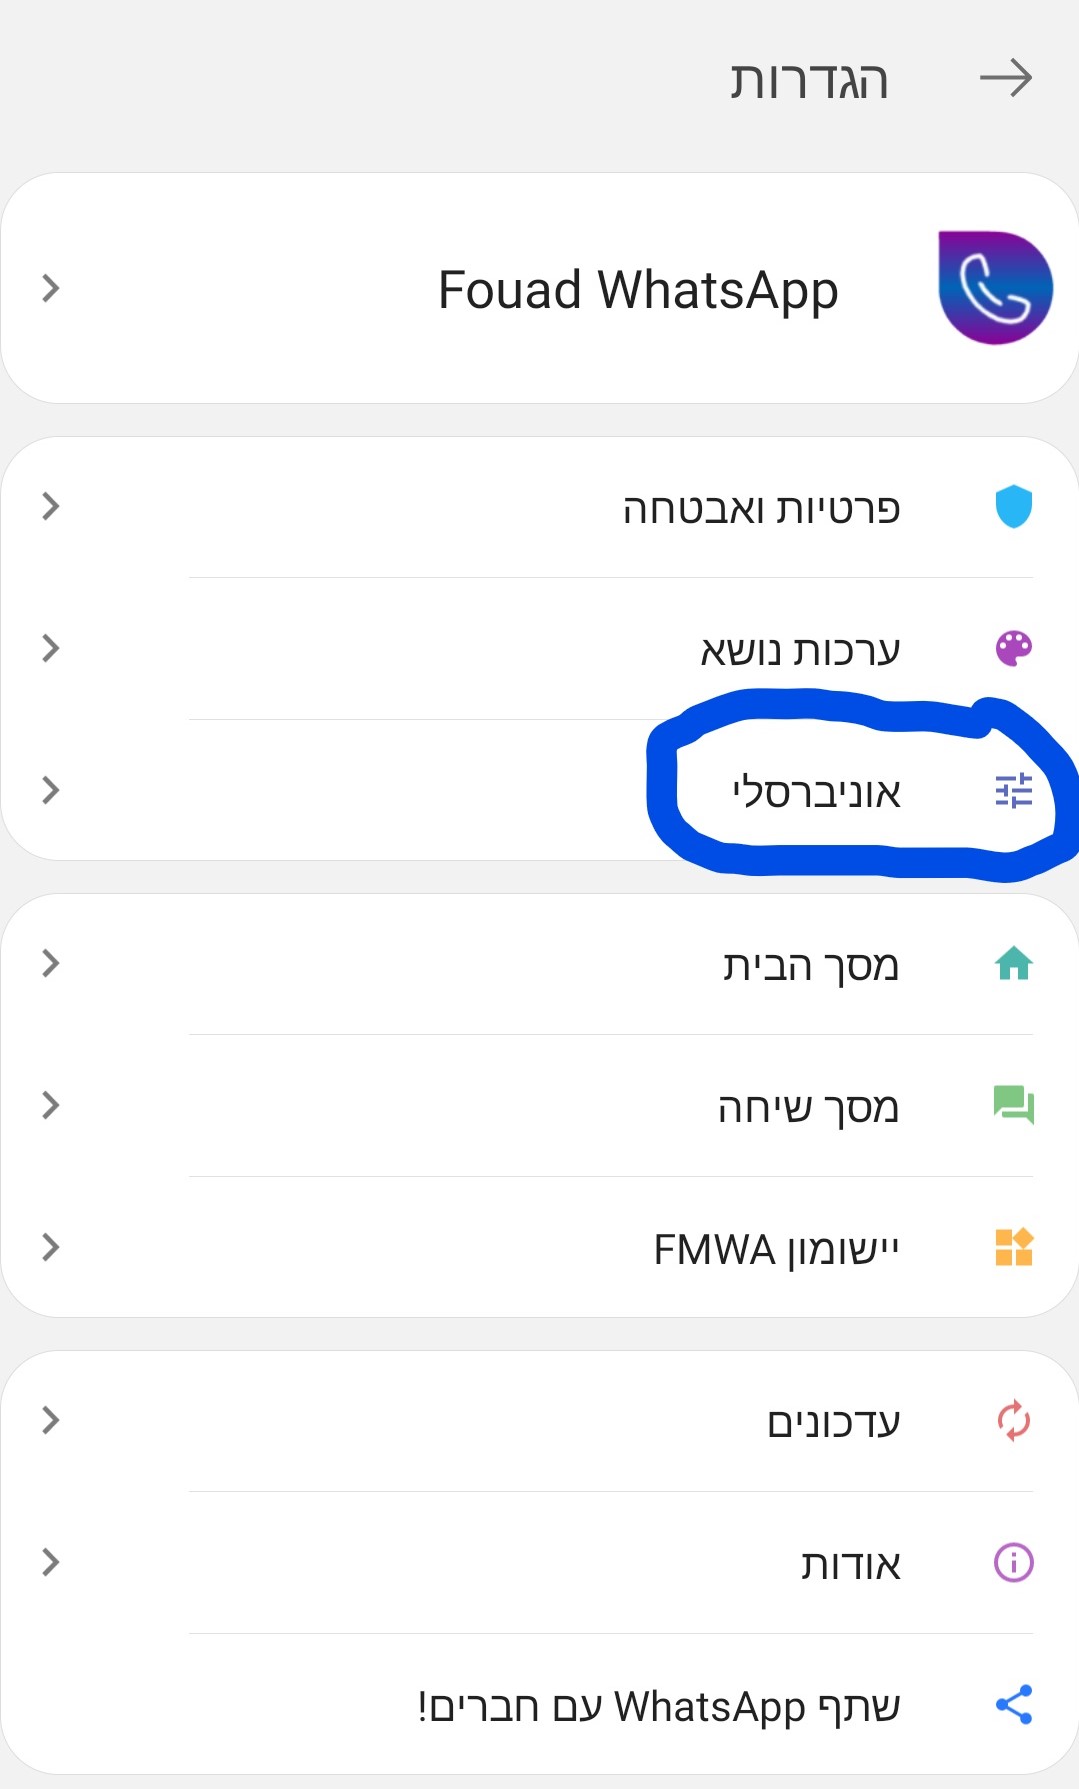 הגדרות
Fouad WhatsApp
פרטיות ואבטחה
ערכות נושא
אוניברסלי
מסך הבית
מסך שיחה
יישומון FMWA
עדכונים
אודות
שתף WhatsApp עם חברים!